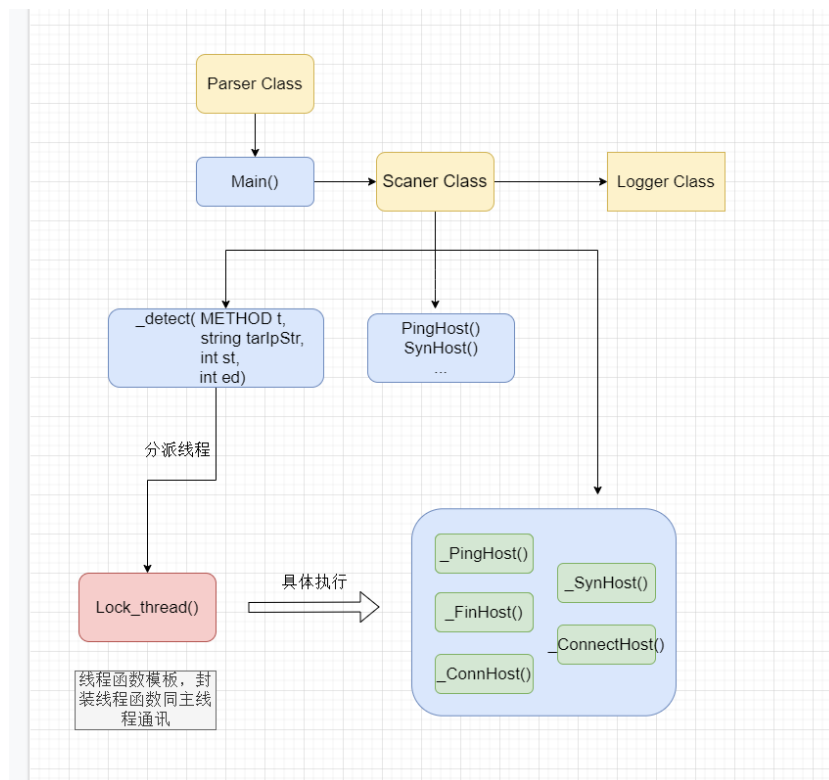 Parser Class
Main()
Scaner Class
Logger Class
_detect( METHOD t,
string tarIpStr,
int st,
int ed)
PingHost()
SynHost()
...
分派线程
Lock_thread()
具体执行
_PingHost()
_SynHost()
_FinHost()
_ConnectHost()
_ConnHost()
线程函数模板，封
装线程函数同主线
程通讯